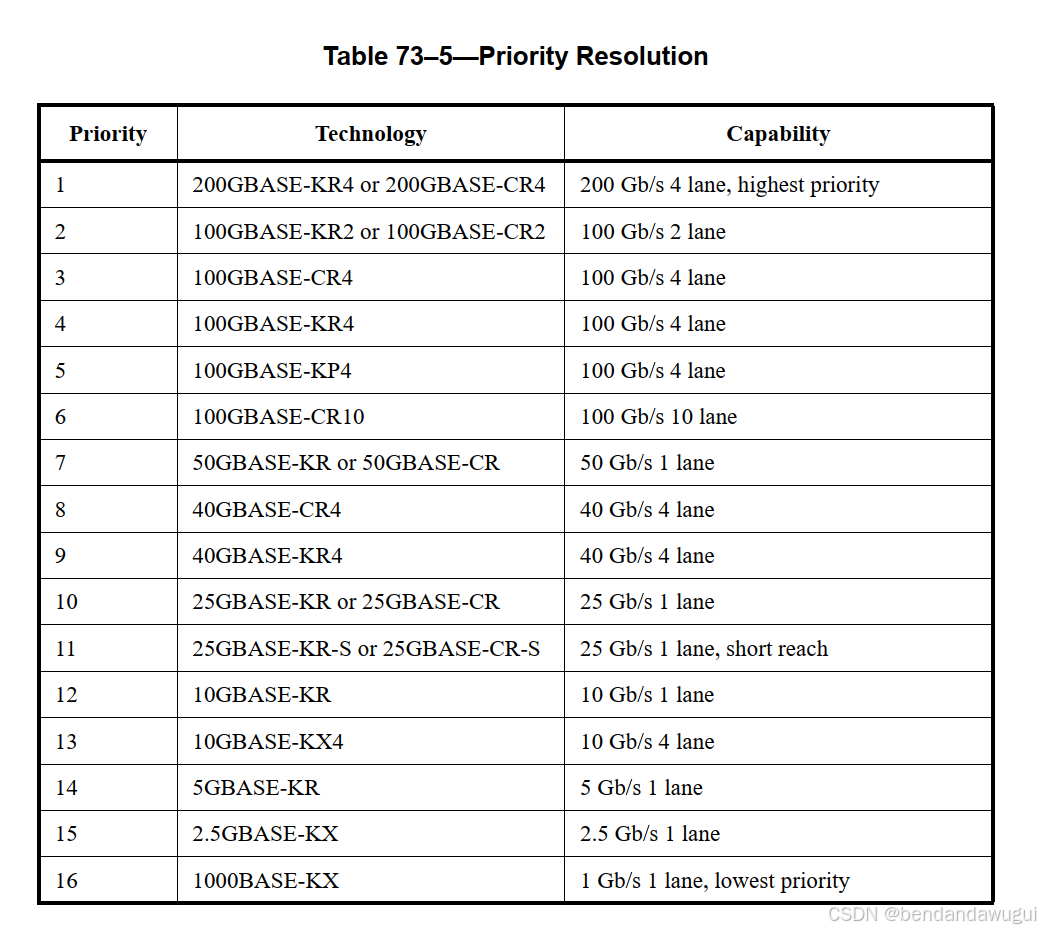 Table 73–5—Priority Resolution
Priority Technology Capability
1 200GBASE-KR4 or 200GBASE-CR4 200 Gb/s 4 lane, highest priority
2 100GBASE-KR2 or 100GBASE-CR2 100 Gb/s 2 lane
3 100GBASE-CR4 100 Gb/s 4 lane
4 100GBASE-KR4 100 Gb/s 4 lane
5 100GBASE-KP4 100 Gb/s 4 lane
6 100GBASE-CR10 100 Gb/s 10 lane
7 50GBASE-KR or 50GBASE-CR 50 Gb/s 1 lane
8 40GBASE-CR4 40 Gb/s 4 lane
9 40GBASE-KR4 40 Gb/s 4 lane
10 25GBASE-KR or 25GBASE-CR 25 Gb/s 1 lane
11 25GBASE-KR-S or 25GBASE-CR-S 25 Gb/s 1 lane, short reach
12 10GBASE-KR 10 Gb/s 1 lane
13 10GBASE-KX4 10 Gb/s 4 lane
14 5GBASE-KR 5 Gb/s 1 lane
15 2.5GBASE-KX 2.5 Gb/s 1 lane
16 1000BASE-KX 1 Gb/s 1 lane, lowest priority
CSDN @bendandawugui